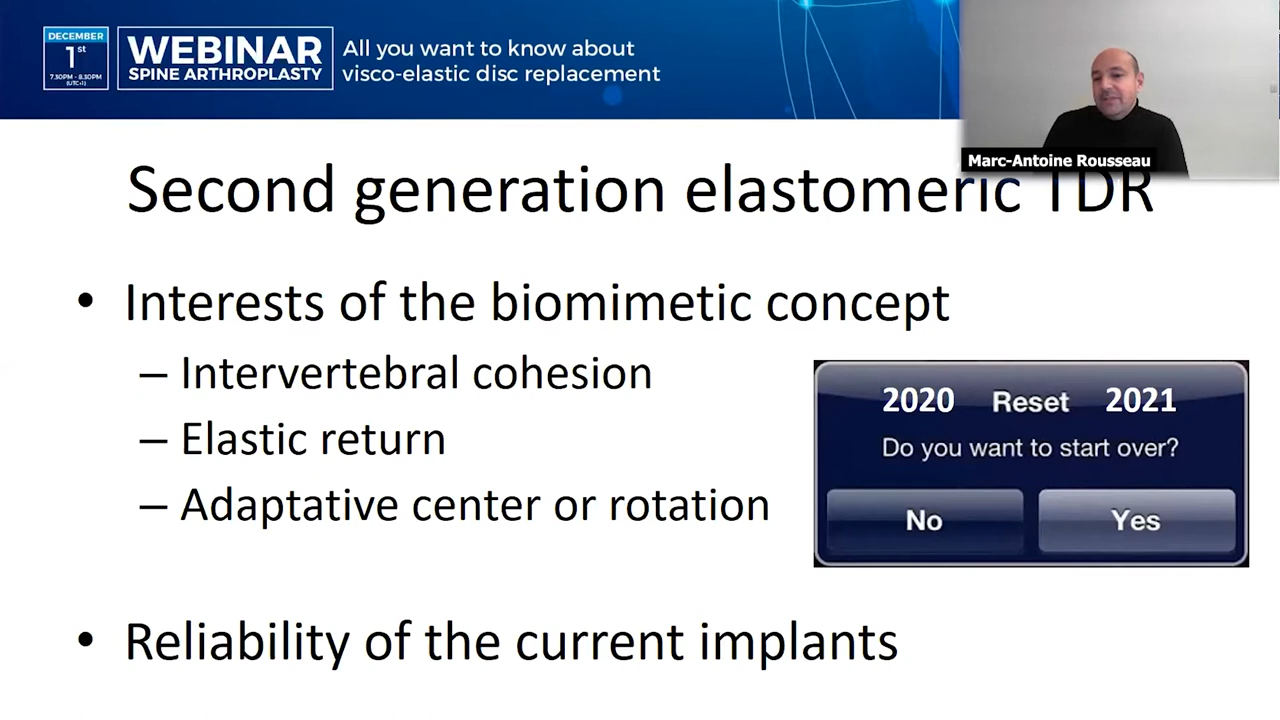 DECEMBER
1st
7.30PM - 8.30PM
(UTC+1)
WEBINAR
SPINE ARTHROPLASTY
All you want to know about
visco-elastic disc replacement
Marc-Antoine Rousseau
Second generation elastomeric TDR
• Interests of the biomimetic concept
– Intervertebral cohesion
– Elastic return
– Adaptative center or rotation
2020 Reset 2021
Do you want to start over?
No Yes
• Reliability of the current implants